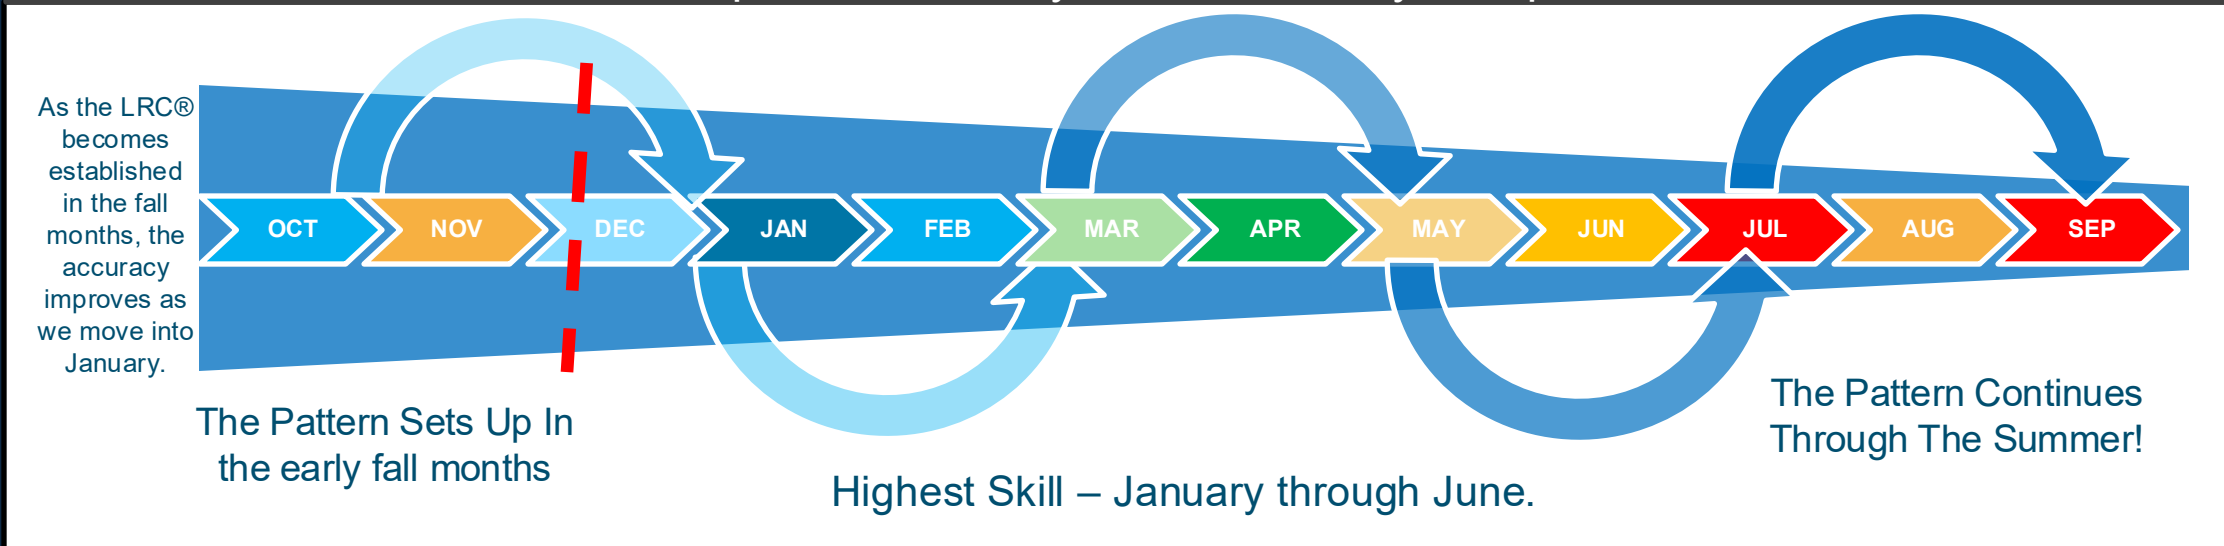 As the LRC®
becomes
established
in the fall
months, the
accuracy
improves as
we move into
January.
OCT NOV DEC JAN FEB MAR APR MAY JUN JUL AUG SEP
The Pattern Sets Up In
the early fall months
Highest Skill – January through June.
The Pattern Continues
Through The Summer!